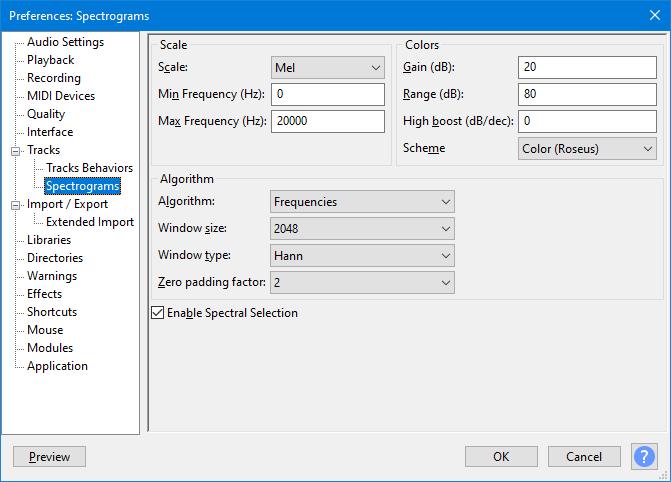 Preferences: Spectrograms
Audio Settings
Playback
Recording
MIDI Devices
Quality
Interface
Tracks
Tracks Behaviors
Spectrograms
Import / Export
Extended Import
Libraries
Directories
Warnings
Effects
Shortcuts
Mouse
Modules
Application
Scale
Scale: Mel
Min Frequency (Hz): 0
Max Frequency (Hz): 20000
Colors
Gain (dB): 20
Range (dB): 80
High boost (dB/dec): 0
Scheme Color (Roseus)
Algorithm
Algorithm: Frequencies
Window size: 2048
Window type: Hann
Zero padding factor: 2
Enable Spectral Selection
Preview OK Cancel ?